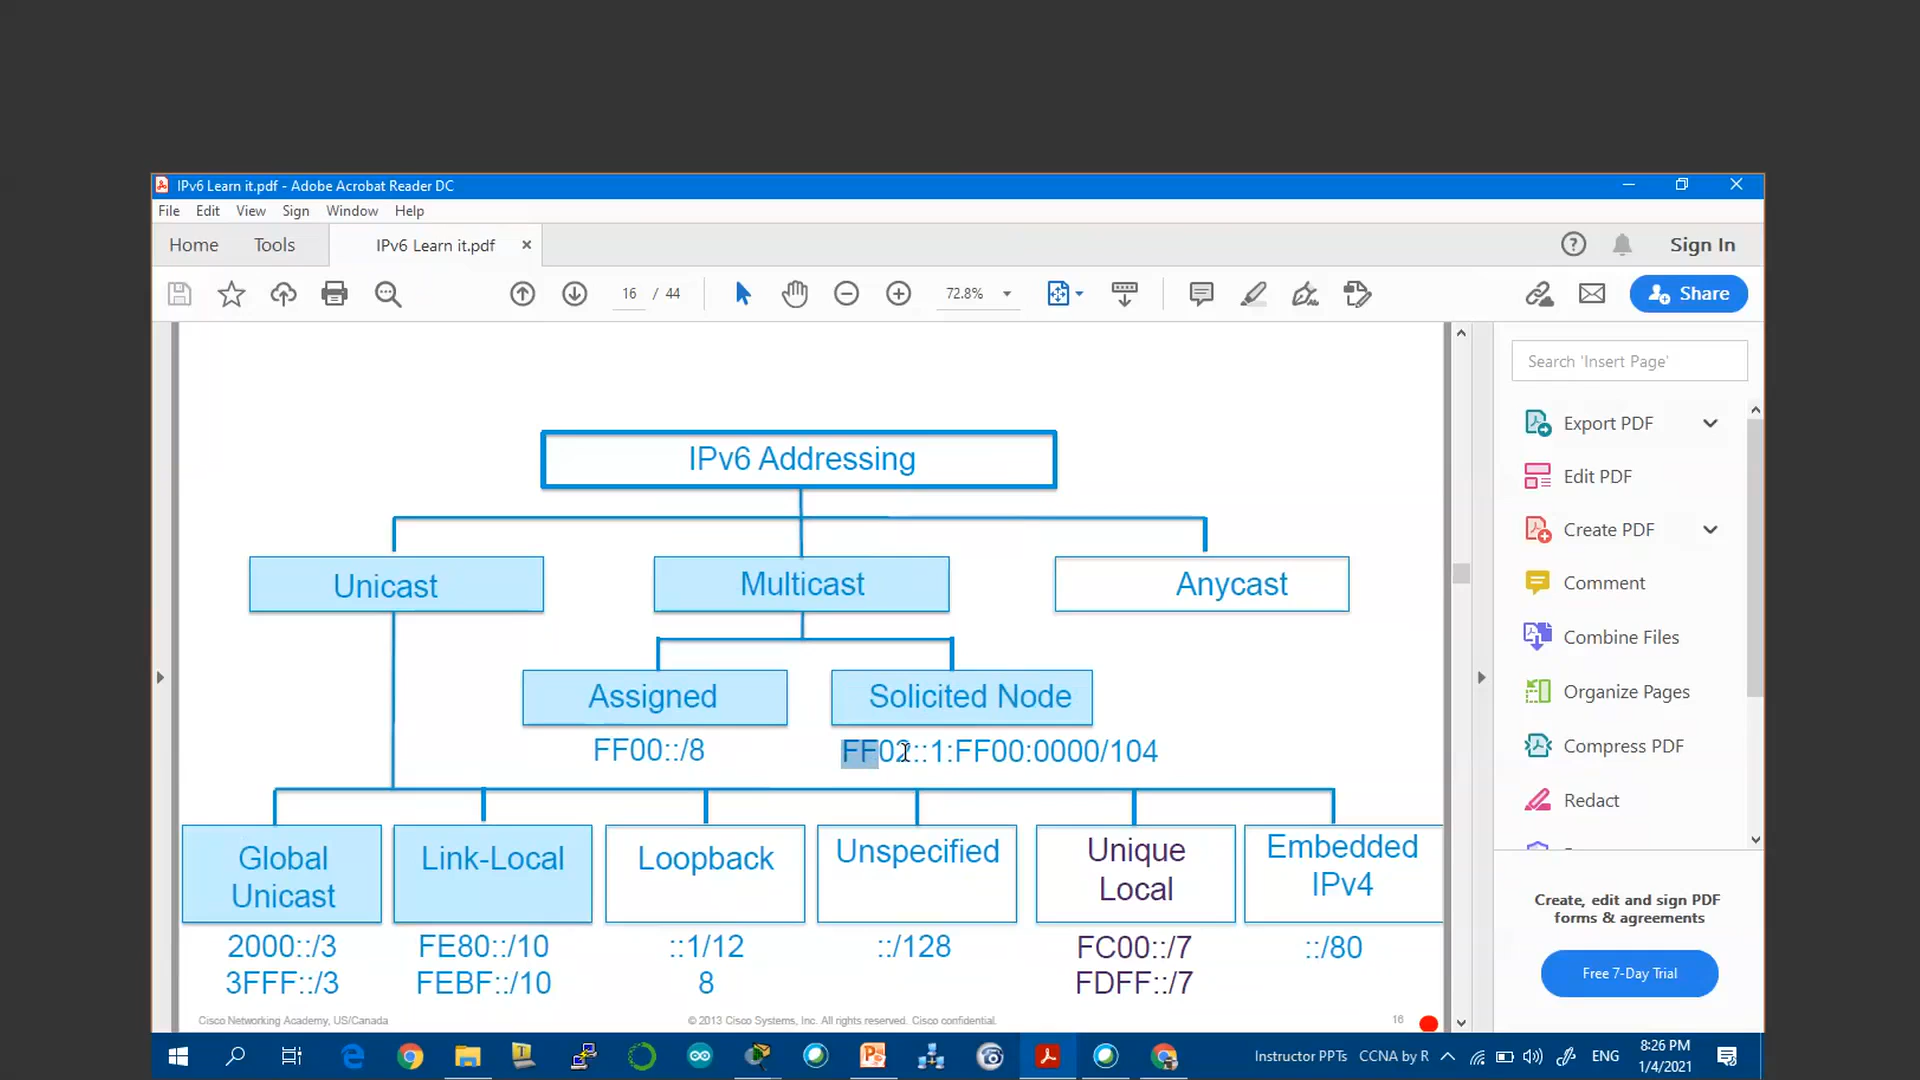 IPv6 Learn it.pdf - Adobe Acrobat Reader DC
File Edit View Sign Window Help
Home Tools IPv6 Learn it.pdf × Sign In
16 / 44 72.8% Share
Search 'Insert Page'
Export PDF
Edit PDF
Create PDF
Comment
Combine Files
Organize Pages
Compress PDF
Redact
Create, edit and sign PDF
forms & agreements
Free 7-Day Trial
IPv6 Addressing
Unicast Multicast Anycast
Assigned Solicited Node
FF00::/8 FF02::1:FF00:0000/104
Global
Unicast
Link-Local
Loopback
Unspecified
Unique
Local
Embedded
IPv4
2000::/3
3FFF::/3
FE80::/10
FEBF::/10
::1/12
8
::/128
FC00::/7
FDFF::/7
::/80
Cisco Networking Academy, US/Canada © 2013 Cisco Systems, Inc. All rights reserved. Cisco confidential. 16
Instructor PPTs CCNA by R ENG
8:26 PM
1/4/2021